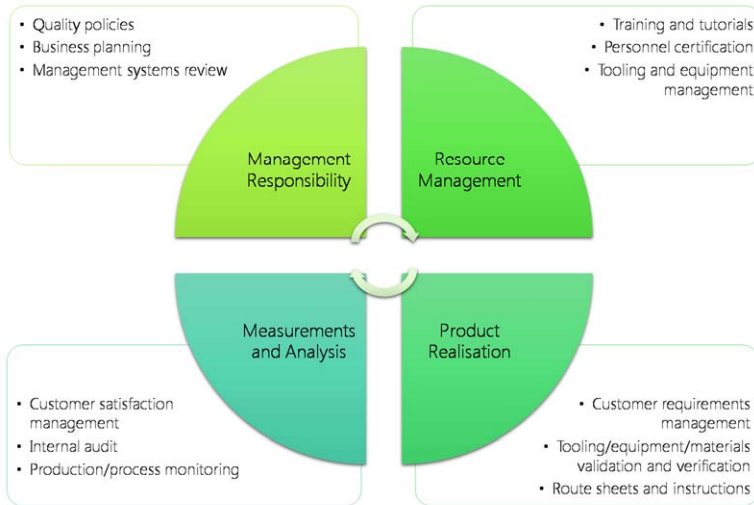 • Quality policies
• Business planning
• Management systems review
• Training and tutorials
• Personnel certification
• Tooling and equipment
management
Management
Responsibility
Resource
Management
Measurements
and Analysis
Product
Realisation
• Customer satisfaction
management
• Internal audit
• Production/process monitoring
• Customer requirements
management
• Tooling/equipment/materials
validation and verification
• Route sheets and instructions